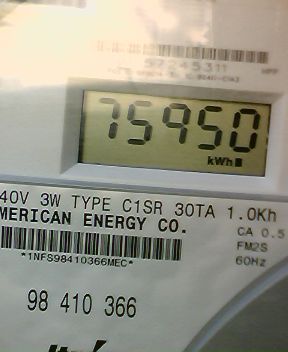 57245311
75950
kWh
40V 3W TYPE C1SR 30TA 1.0Kh
MERICAN ENERGY CO.
CA 0.5
FM2S
60Hz
*1NFS98410366MEC*
98 410 366